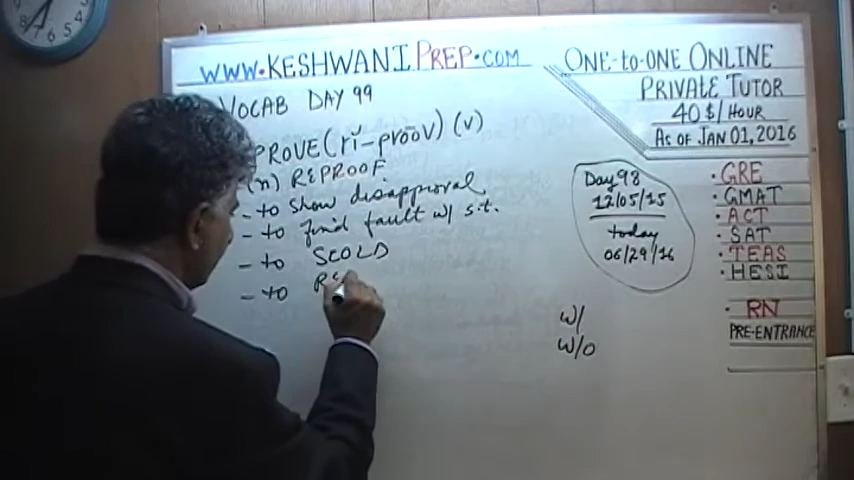 WWW.KESHWANIPREP.COM
VOCAB DAY 99
PROVE (rĭ-prōōv) (v)
(n) REPROOF
- to show disapproval,
- to find fault w/ s.t.
- to SCOLD
- to RE
ONE-TO-ONE ONLINE
PRIVATE TUTOR
40 $/HOUR
AS OF JAN 01, 2016
Day 98
12/05/15
today
06/29/16
W/
W/O
• GRE
• GMAT
• ACT
• SAT
• TEAS
• HESI
• RN
PRE-ENTRANCE